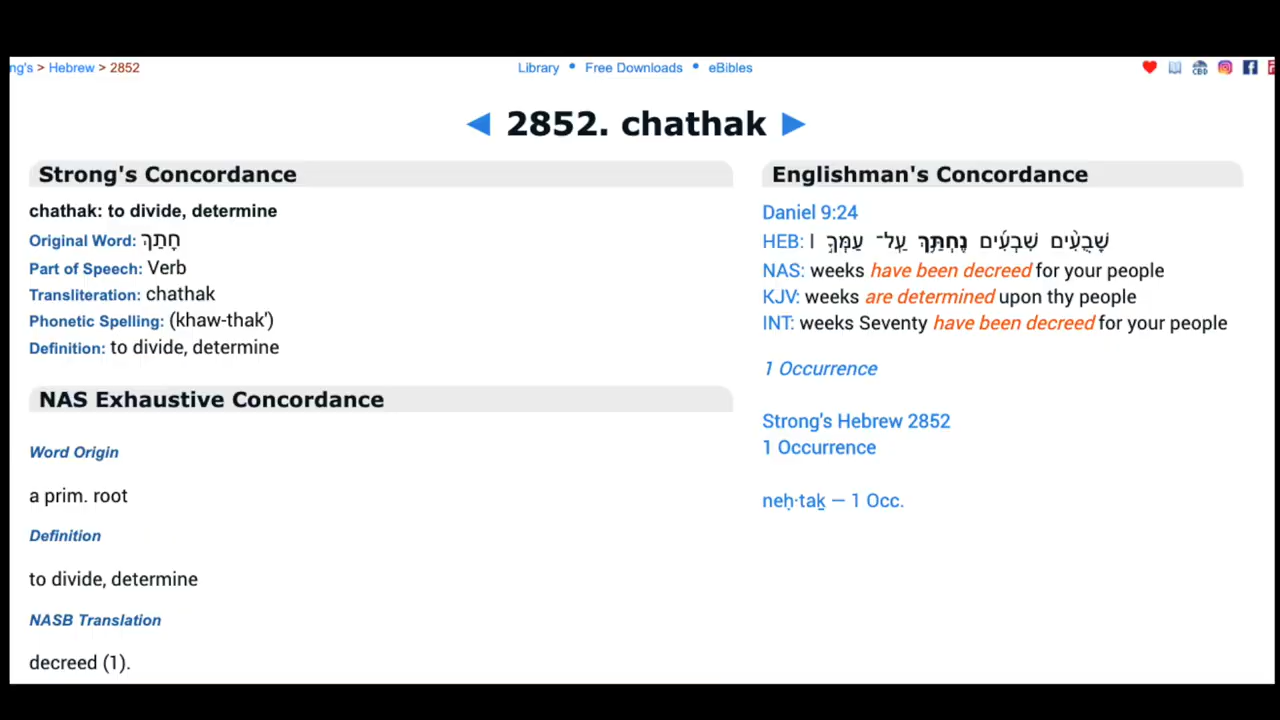 ng's > Hebrew > 2852
Library • Free Downloads • eBibles
CBD
◄ 2852. chathak ►
Strong's Concordance
chathak: to divide, determine
Original Word: חָתַךְ
Part of Speech: Verb
Transliteration: chathak
Phonetic Spelling: (khaw-thak')
Definition: to divide, determine
NAS Exhaustive Concordance
Word Origin
a prim. root
Definition
to divide, determine
NASB Translation
decreed (1).
Englishman's Concordance
Daniel 9:24
HEB: שָׁבֻעִ֨ים שִׁבְעִ֜ים נֶחְתַּ֥ךְ עַֽל־ עַמְּךָ֣ ׀
NAS: weeks have been decreed for your people
KJV: weeks are determined upon thy people
INT: weeks Seventy have been decreed for your people
1 Occurrence
Strong's Hebrew 2852
1 Occurrence
neḥ·taḵ — 1 Occ.